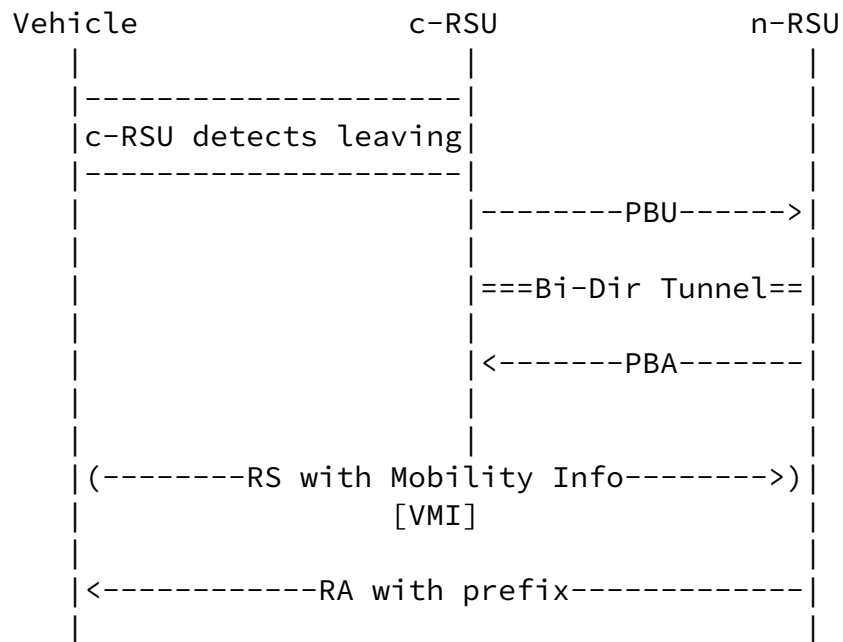 Vehicle c-RSU n-RSU
c-RSU detects leaving
PBU
Bi-Dir Tunnel
PBA
RS with Mobility Info
[VMI]
RA with prefix